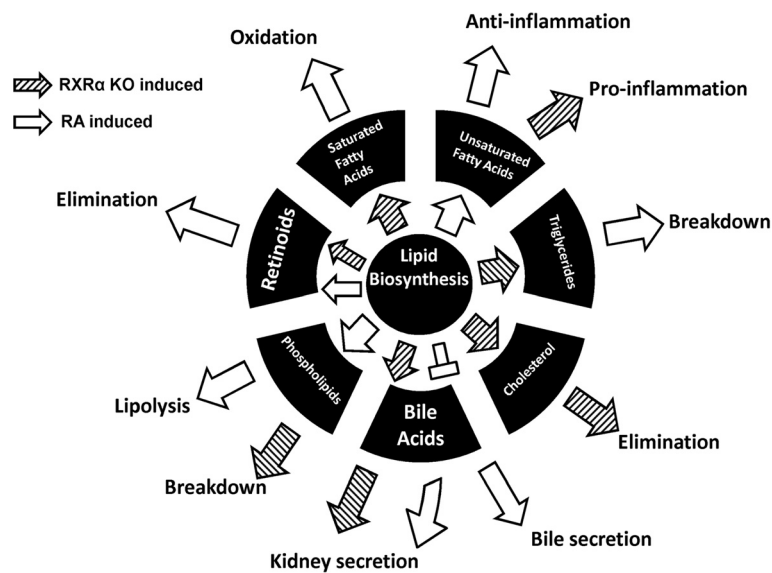 Anti-inflammation
Oxidation
RXRα KO induced
Pro-inflammation
RA induced
Saturated
Fatty
Acids
Unsaturated
Fatty Acids
Elimination
Retinoids
Triglycerides
Breakdown
Lipid
Biosynthesis
Phospholipids
Cholesterol
Lipolysis
Bile
Acids
Elimination
Breakdown
Bile secretion
Kidney secretion